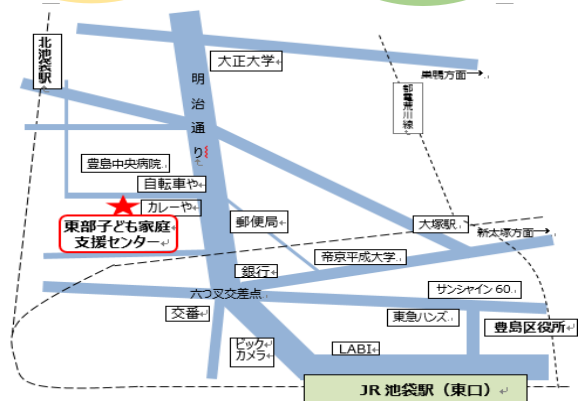 北池袋駅
大正大学
巣鴨方面
明治通り
都電荒川線
豊島中央病院
自転車や
カレーや
東部子ども家庭
支援センター
郵便局
大塚駅
新大塚方面
帝京平成大学
銀行
六つ又交差点
サンシャイン60
交番
東急ハンズ
豊島区役所
ビック
カメラ
LABI
JR 池袋駅（東口）